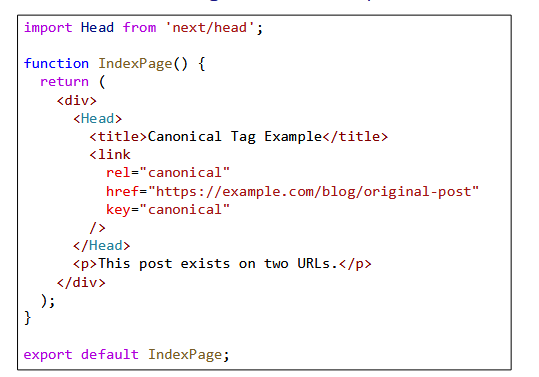 import Head from 'next/head';
function IndexPage() {
return (
<div>
<Head>
<title>Canonical Tag Example</title>
<link
rel="canonical"
href="https://example.com/blog/original-post"
key="canonical"
/>
</Head>
<p>This post exists on two URLs.</p>
</div>
);
}
export default IndexPage;